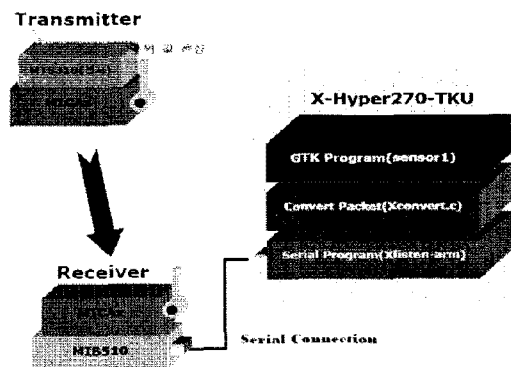 Transmitter
X-Hyper270-TKU
GTK Program(sensor1)
Convert Packet(Xconvert.c)
Serial Program(Xlisten-arm)
Receiver
MIB510
Serial Connection